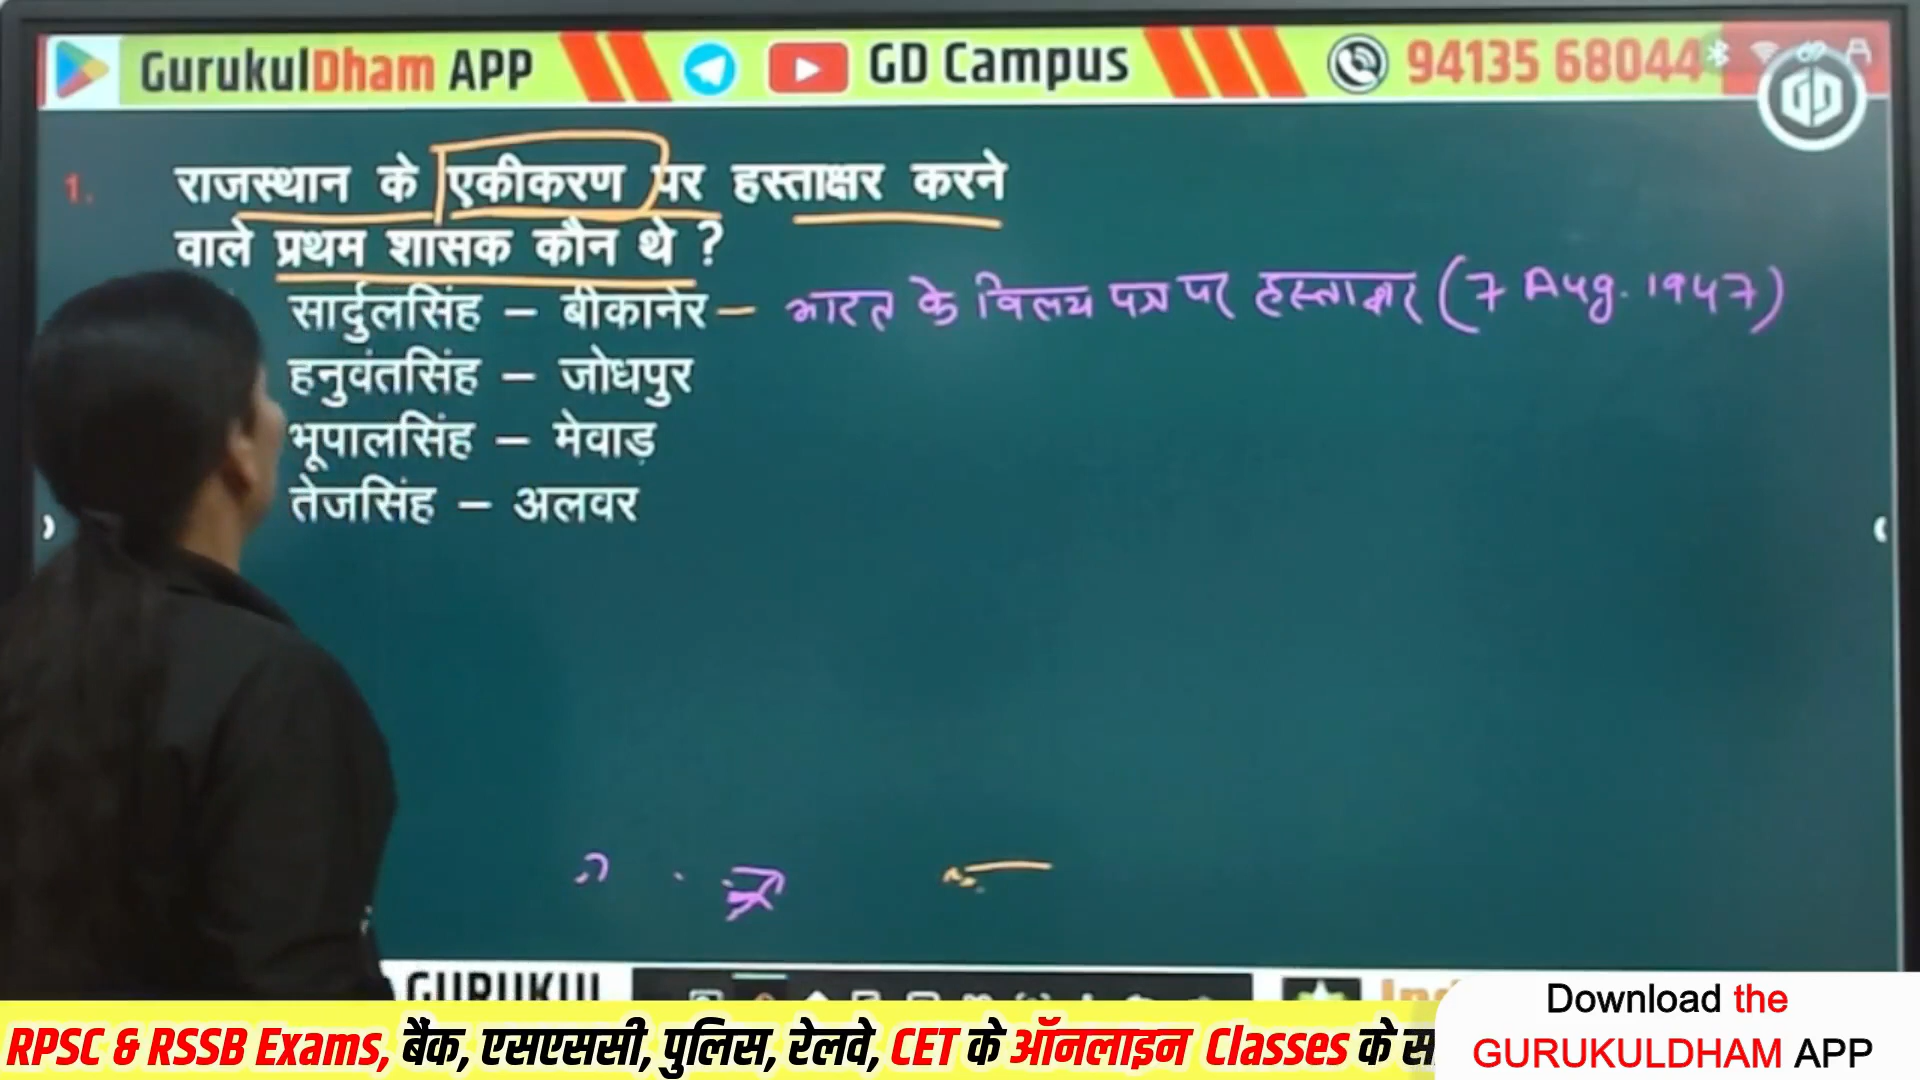 GurukulDham APP GD Campus 94135 68044
GD
1. राजस्थान के एकीकरण पर हस्ताक्षर करने
वाले प्रथम शासक कौन थे ?
सार्दुलसिंह – बीकानेर – भारत के विलय पत्र पर हस्ताक्षर (7 Aug. 1947)
हनुवंतसिंह – जोधपुर
भूपालसिंह – मेवाड़
तेजसिंह – अलवर
GURUKUL
Download the
GURUKULDHAM APP
RPSC & RSSB Exams, बैंक, एसएससी, पुलिस, रेलवे, CET के ऑनलाइन Classes के